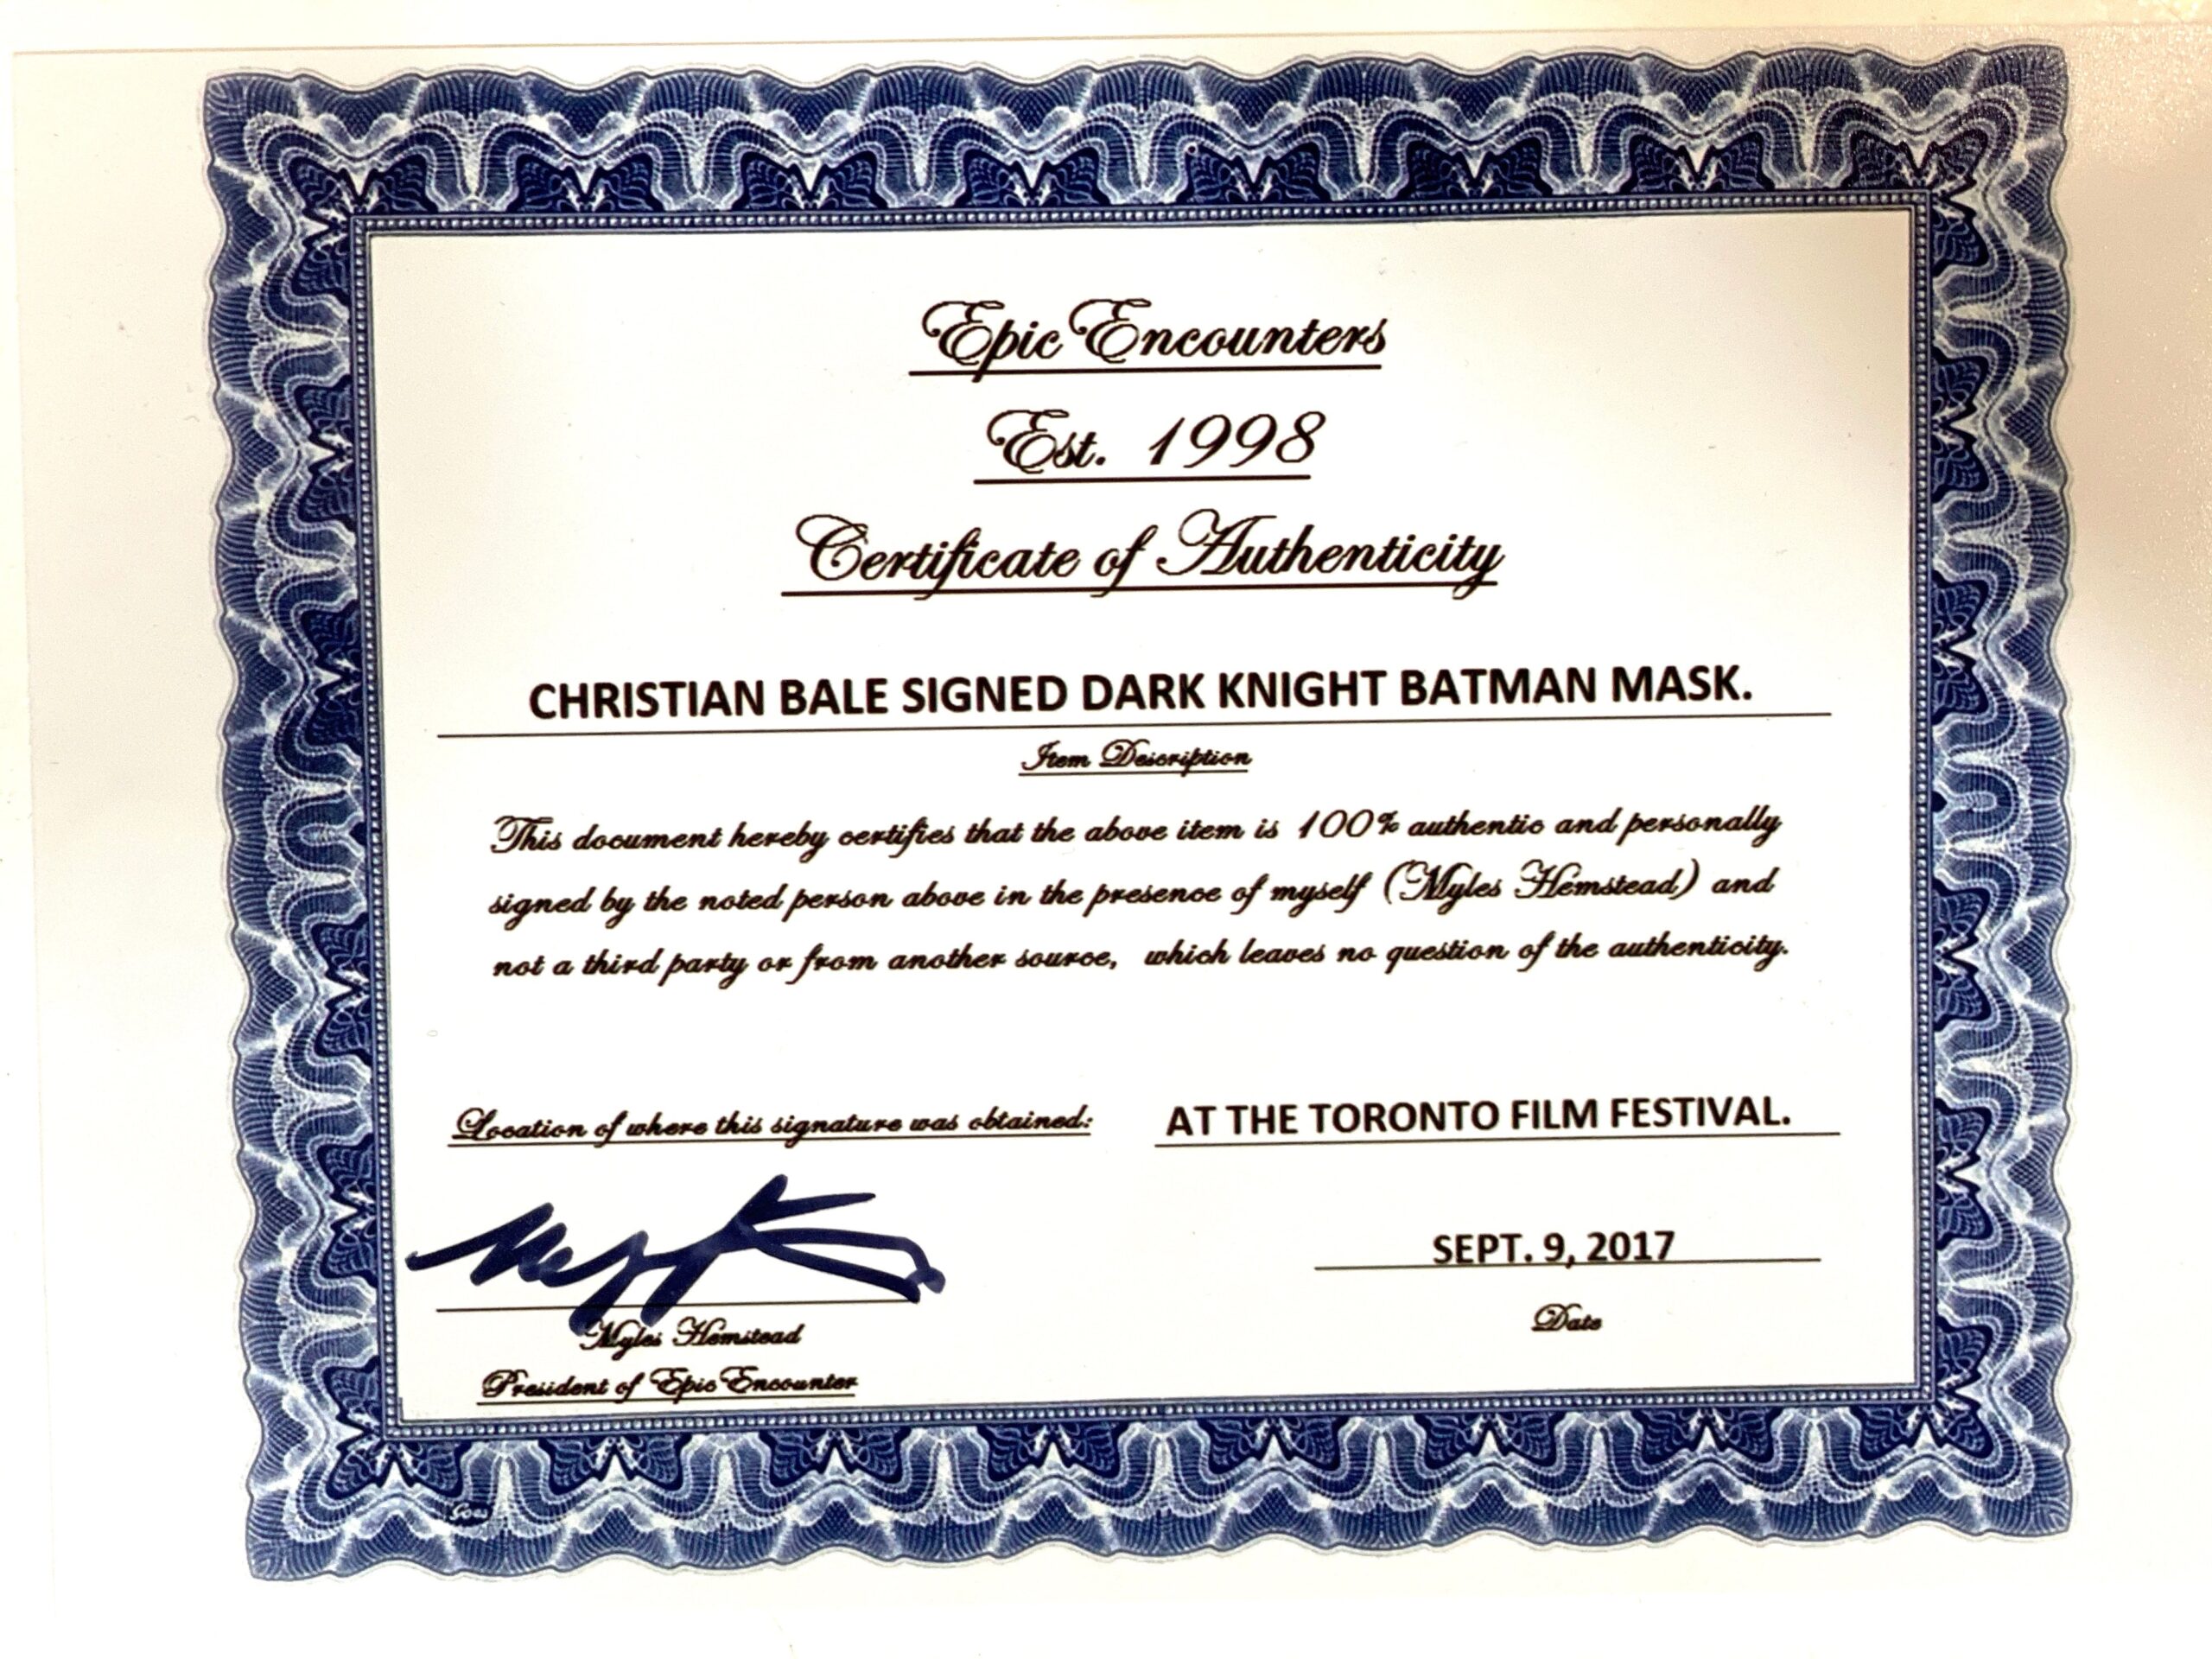 Epic Encounters
Est. 1998
Certificate of Authenticity
CHRISTIAN BALE SIGNED DARK KNIGHT BATMAN MASK.
Item Description
This document hereby certifies that the above item is 100% authentic and personally
signed by the noted person above in the presence of myself (Myles Hemstead) and
not a third party or from another source, which leaves no question of the authenticity.
Location of where this signature was obtained: AT THE TORONTO FILM FESTIVAL.
SEPT. 9, 2017
Date
Myles Hemstead
President of Epic Encounter
Goes